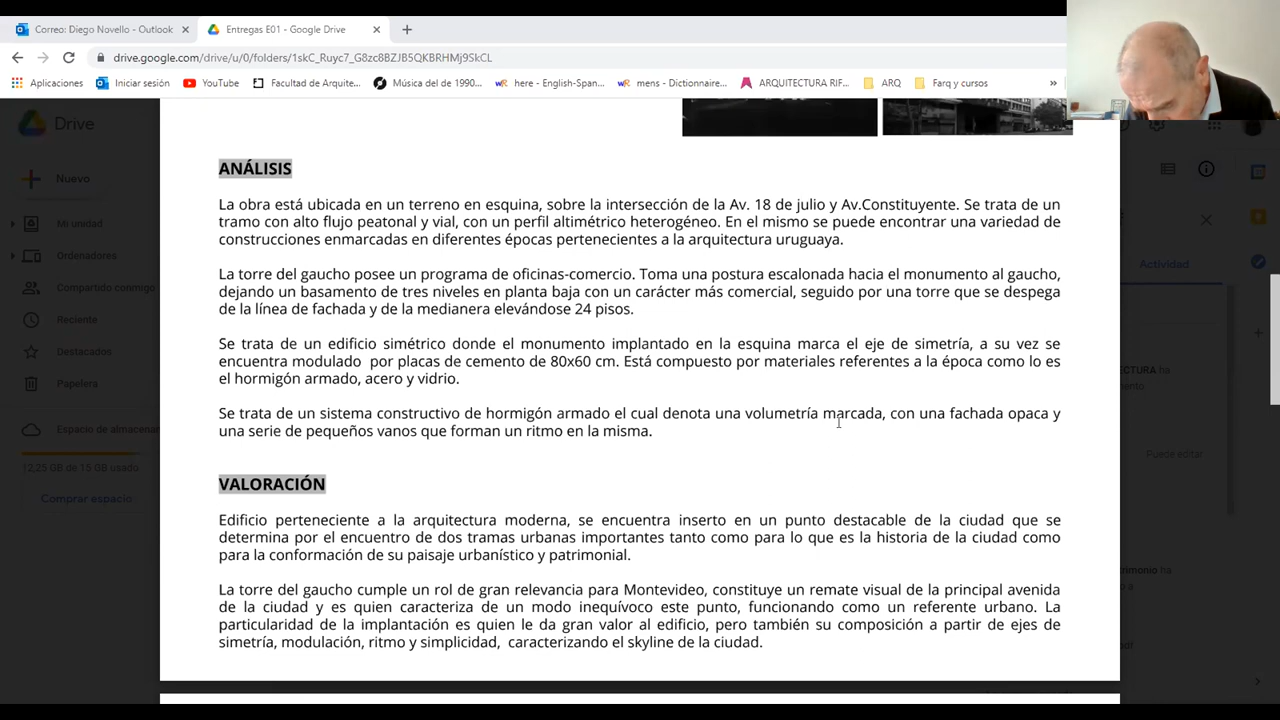 Correo: Diego Novello - Outlook
Entregas E01 - Google Drive
drive.google.com/drive/u/0/folders/1skC_Ruyc7_G8zc8BZJB5QKBRHMj9SkCL
Aplicaciones Iniciar sesión YouTube Facultad de Arquite... Música del de 1990... here - English-Span... mens - Dictionnaire... ARQUITECTURA RIF... ARQ Farq y cursos »
Drive
Nuevo
Mi unidad
Ordenadores
Compartido conmigo
Reciente
Destacados
Papelera
Espacio de almacenar
12,25 GB de 15 GB usado
Comprar espacio
ANÁLISIS
La obra está ubicada en un terreno en esquina, sobre la intersección de la Av. 18 de julio y Av.Constituyente. Se trata de un
tramo con alto flujo peatonal y vial, con un perfil altimétrico heterogéneo. En el mismo se puede encontrar una variedad de
construcciones enmarcadas en diferentes épocas pertenecientes a la arquitectura uruguaya.
La torre del gaucho posee un programa de oficinas-comercio. Toma una postura escalonada hacia el monumento al gaucho,
dejando un basamento de tres niveles en planta baja con un carácter más comercial, seguido por una torre que se despega
de la línea de fachada y de la medianera elevándose 24 pisos.
Se trata de un edificio simétrico donde el monumento implantado en la esquina marca el eje de simetría, a su vez se
encuentra modulado por placas de cemento de 80x60 cm. Está compuesto por materiales referentes a la época como lo es
el hormigón armado, acero y vidrio.
Se trata de un sistema constructivo de hormigón armado el cual denota una volumetría marcada, con una fachada opaca y
una serie de pequeños vanos que forman un ritmo en la misma.
VALORACIÓN
Edificio perteneciente a la arquitectura moderna, se encuentra inserto en un punto destacable de la ciudad que se
determina por el encuentro de dos tramas urbanas importantes tanto como para lo que es la historia de la ciudad como
para la conformación de su paisaje urbanístico y patrimonial.
La torre del gaucho cumple un rol de gran relevancia para Montevideo, constituye un remate visual de la principal avenida
de la ciudad y es quien caracteriza de un modo inequívoco este punto, funcionando como un referente urbano. La
particularidad de la implantación es quien le da gran valor al edificio, pero también su composición a partir de ejes de
simetría, modulación, ritmo y simplicidad, caracterizando el skyline de la ciudad.
Actividad
CTURA ha
Puede editar
trimonio ha